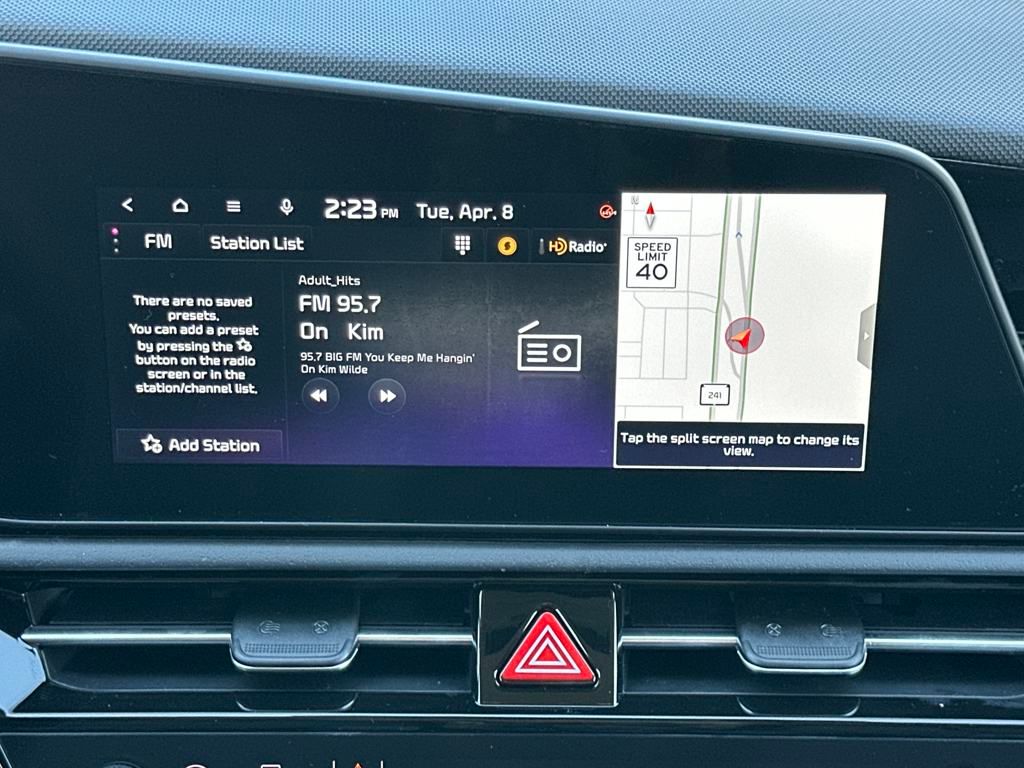 2:23 PM Tue, Apr. 8
FM Station List HD Radio
There are no saved
presets.
You can add a preset
by pressing the
button on the radio
screen or in the
station/channel list.
Add Station
Adult_Hits
FM 95.7
On Kim
95.7 BIG FM You Keep Me Hangin'
On Kim Wilde
N
SPEED
LIMIT
40
241
Tap the split screen map to change its
view.